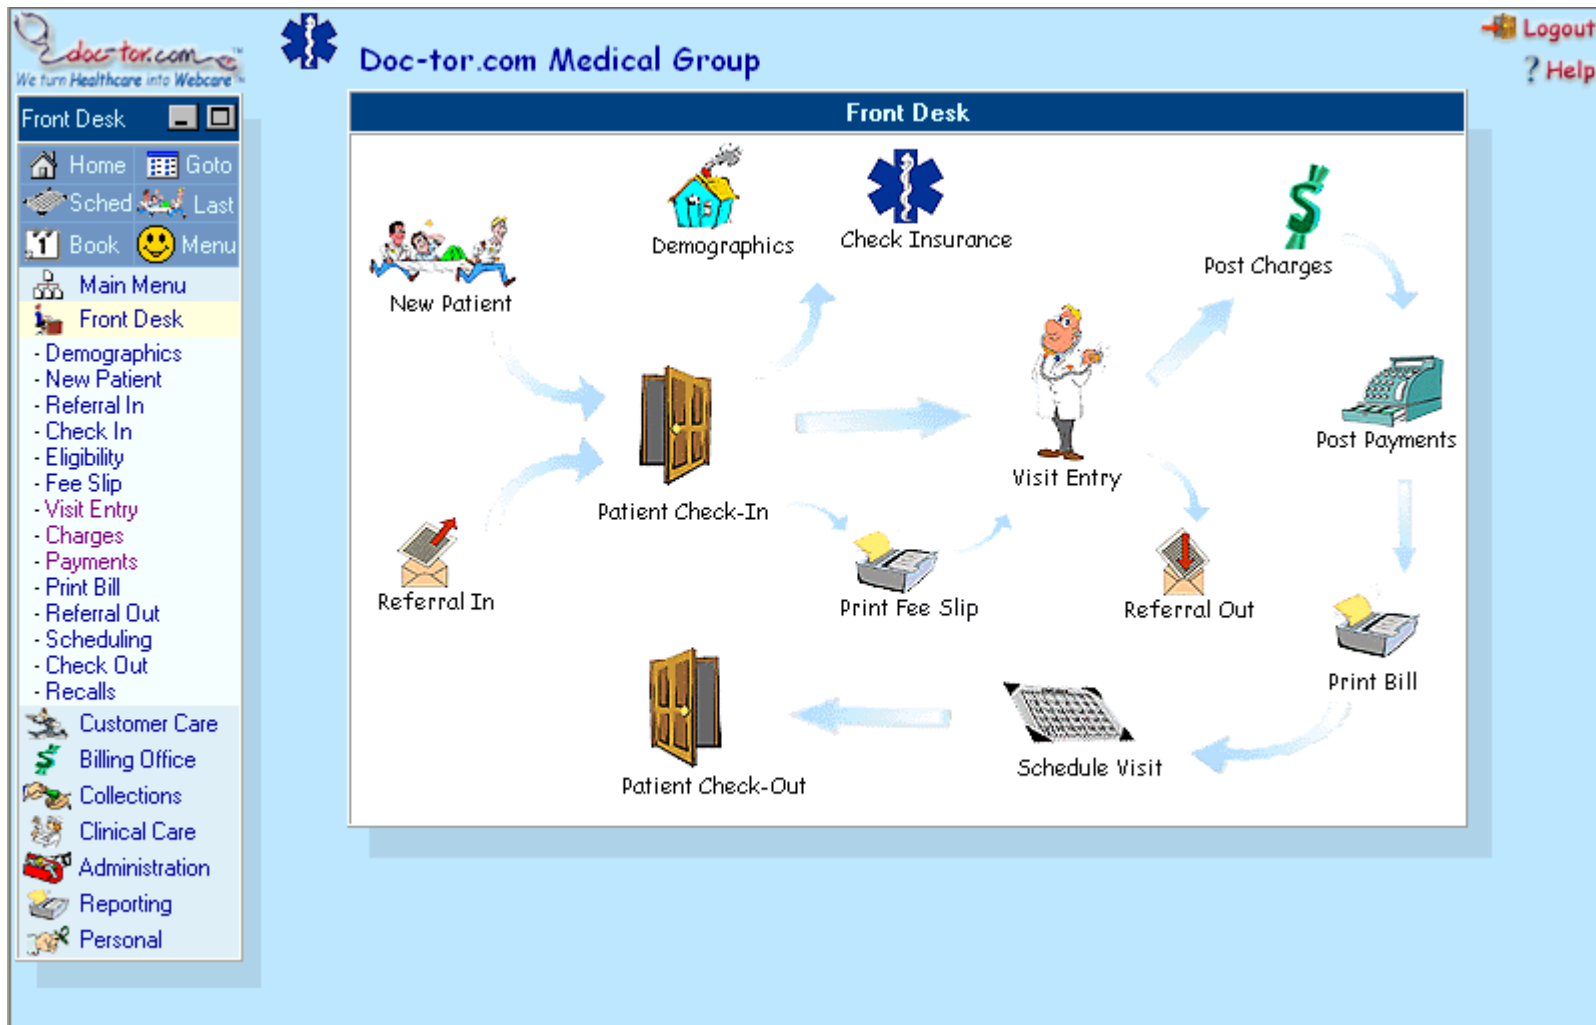 doc-tor.com™
We turn Healthcare into Webcare™
Doc-tor.com Medical Group
Logout
? Help
Front Desk
Home Goto
Sched Last
1 Book Menu
Main Menu
Front Desk
- Demographics
- New Patient
- Referral In
- Check In
- Eligibility
- Fee Slip
- Visit Entry
- Charges
- Payments
- Print Bill
- Referral Out
- Scheduling
- Check Out
- Recalls
Customer Care
$ Billing Office
Collections
Clinical Care
Administration
Reporting
Personal
Front Desk
New Patient
Demographics
Check Insurance
$
Post Charges
Post Payments
Visit Entry
Patient Check-In
Referral In
Print Fee Slip
Referral Out
Print Bill
Schedule Visit
Patient Check-Out